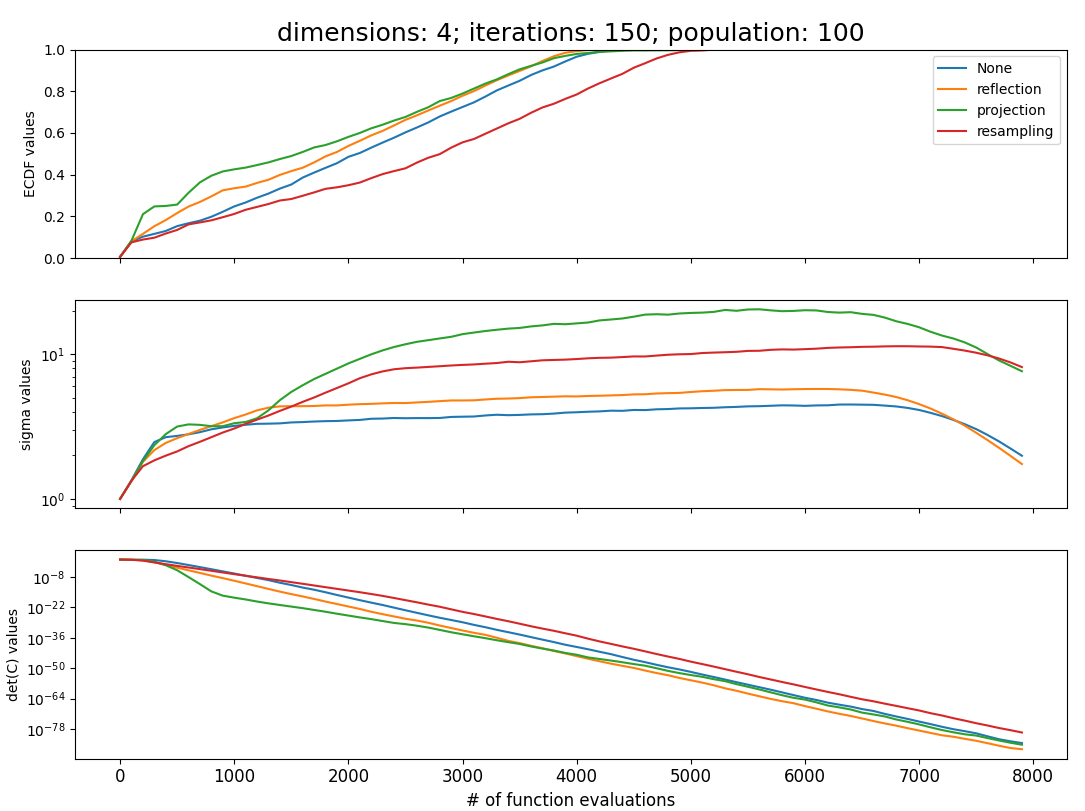 dimensions: 4; iterations: 150; population: 100
1.0
0.8
0.6
0.4
0.2
0.0
ECDF values
None
reflection
projection
resampling
10^1
10^0
sigma values
10^-8
10^-22
10^-36
10^-50
10^-64
10^-78
det(C) values
0 1000 2000 3000 4000 5000 6000 7000 8000
# of function evaluations